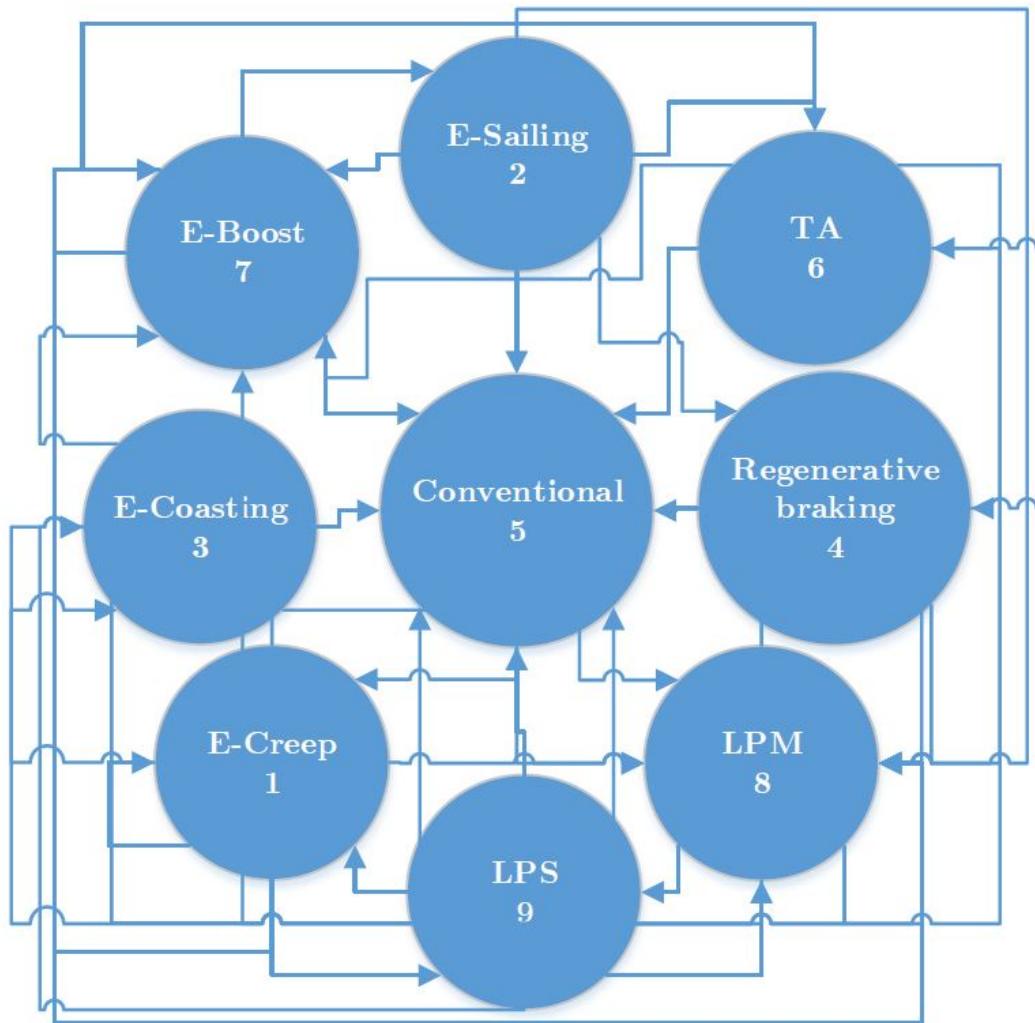 E-Sailing
2
E-Boost
7
TA
6
E-Coasting
3
Conventional
5
Regenerative
braking
4
E-Creep
1
LPM
8
LPS
9